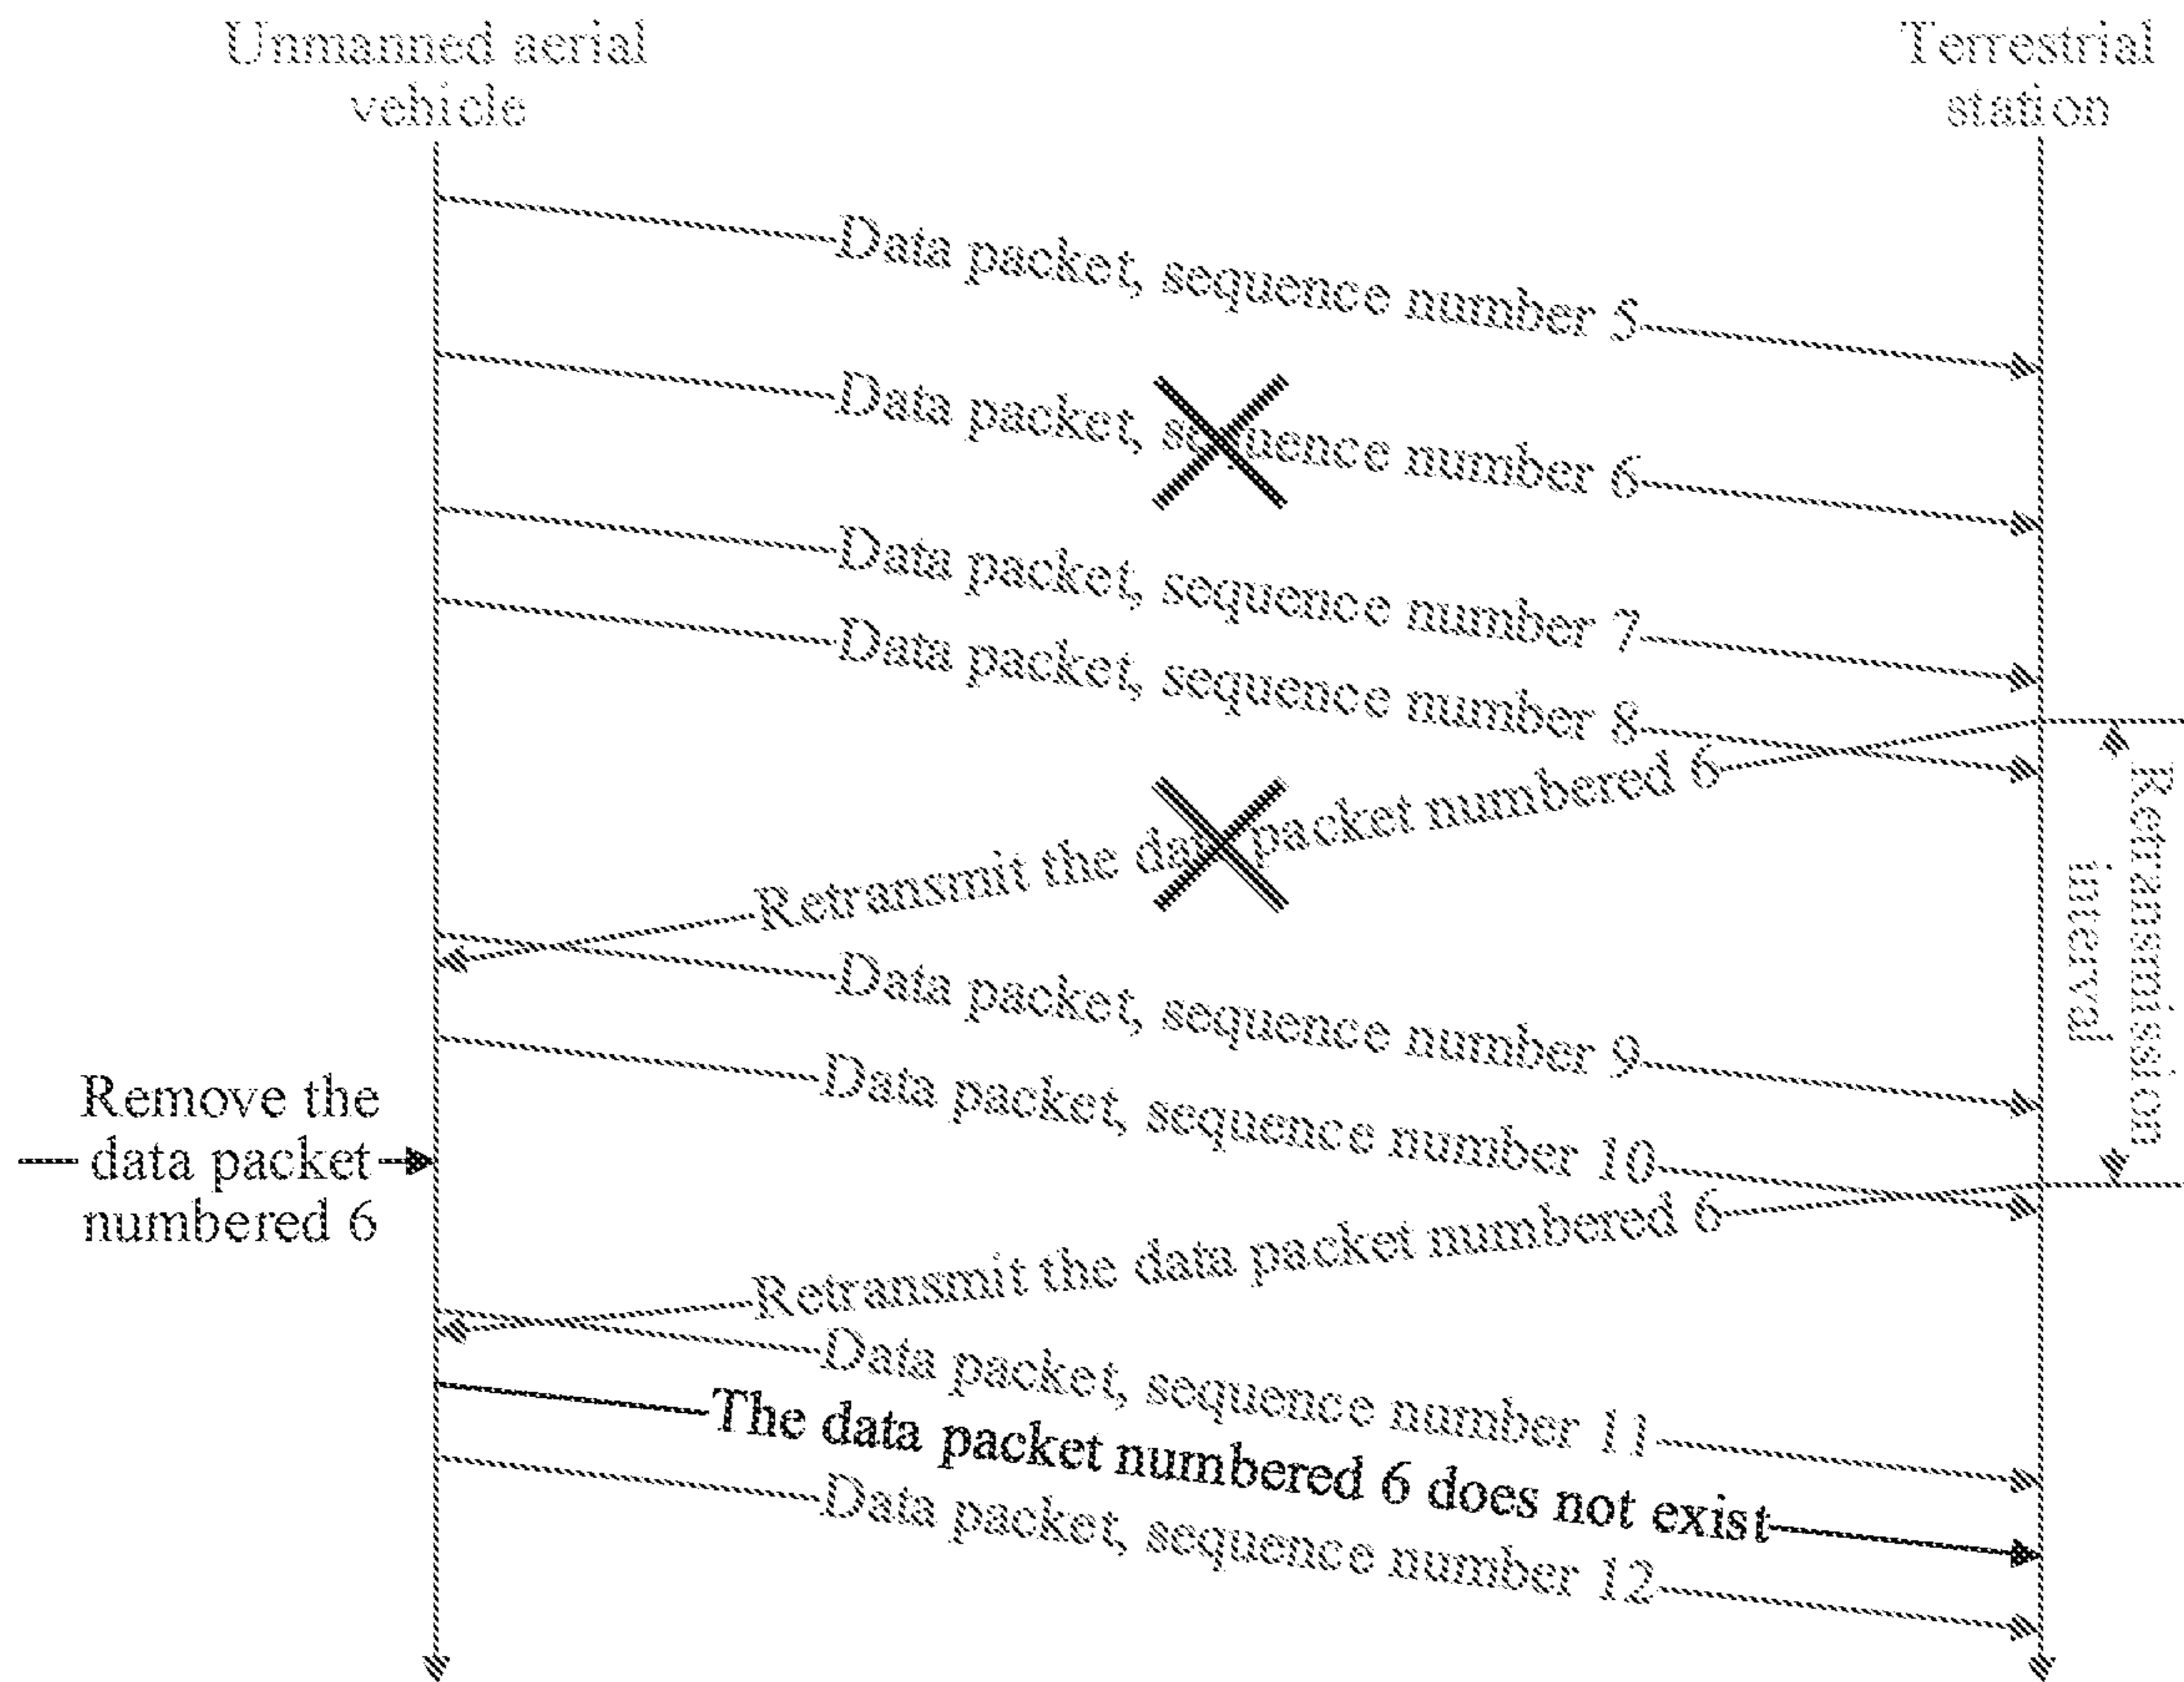 Unmanned aerial
vehicle
Terrestrial
station
Data packet, sequence number 5
Data packet, sequence number 6
Data packet, sequence number 7
Data packet, sequence number 8
Retransmit the data packet numbered 6
Retransmission
interval
Data packet, sequence number 9
Data packet, sequence number 10
Remove the
data packet
numbered 6
Retransmit the data packet numbered 6
Data packet, sequence number 11
The data packet numbered 6 does not exist
Data packet, sequence number 12